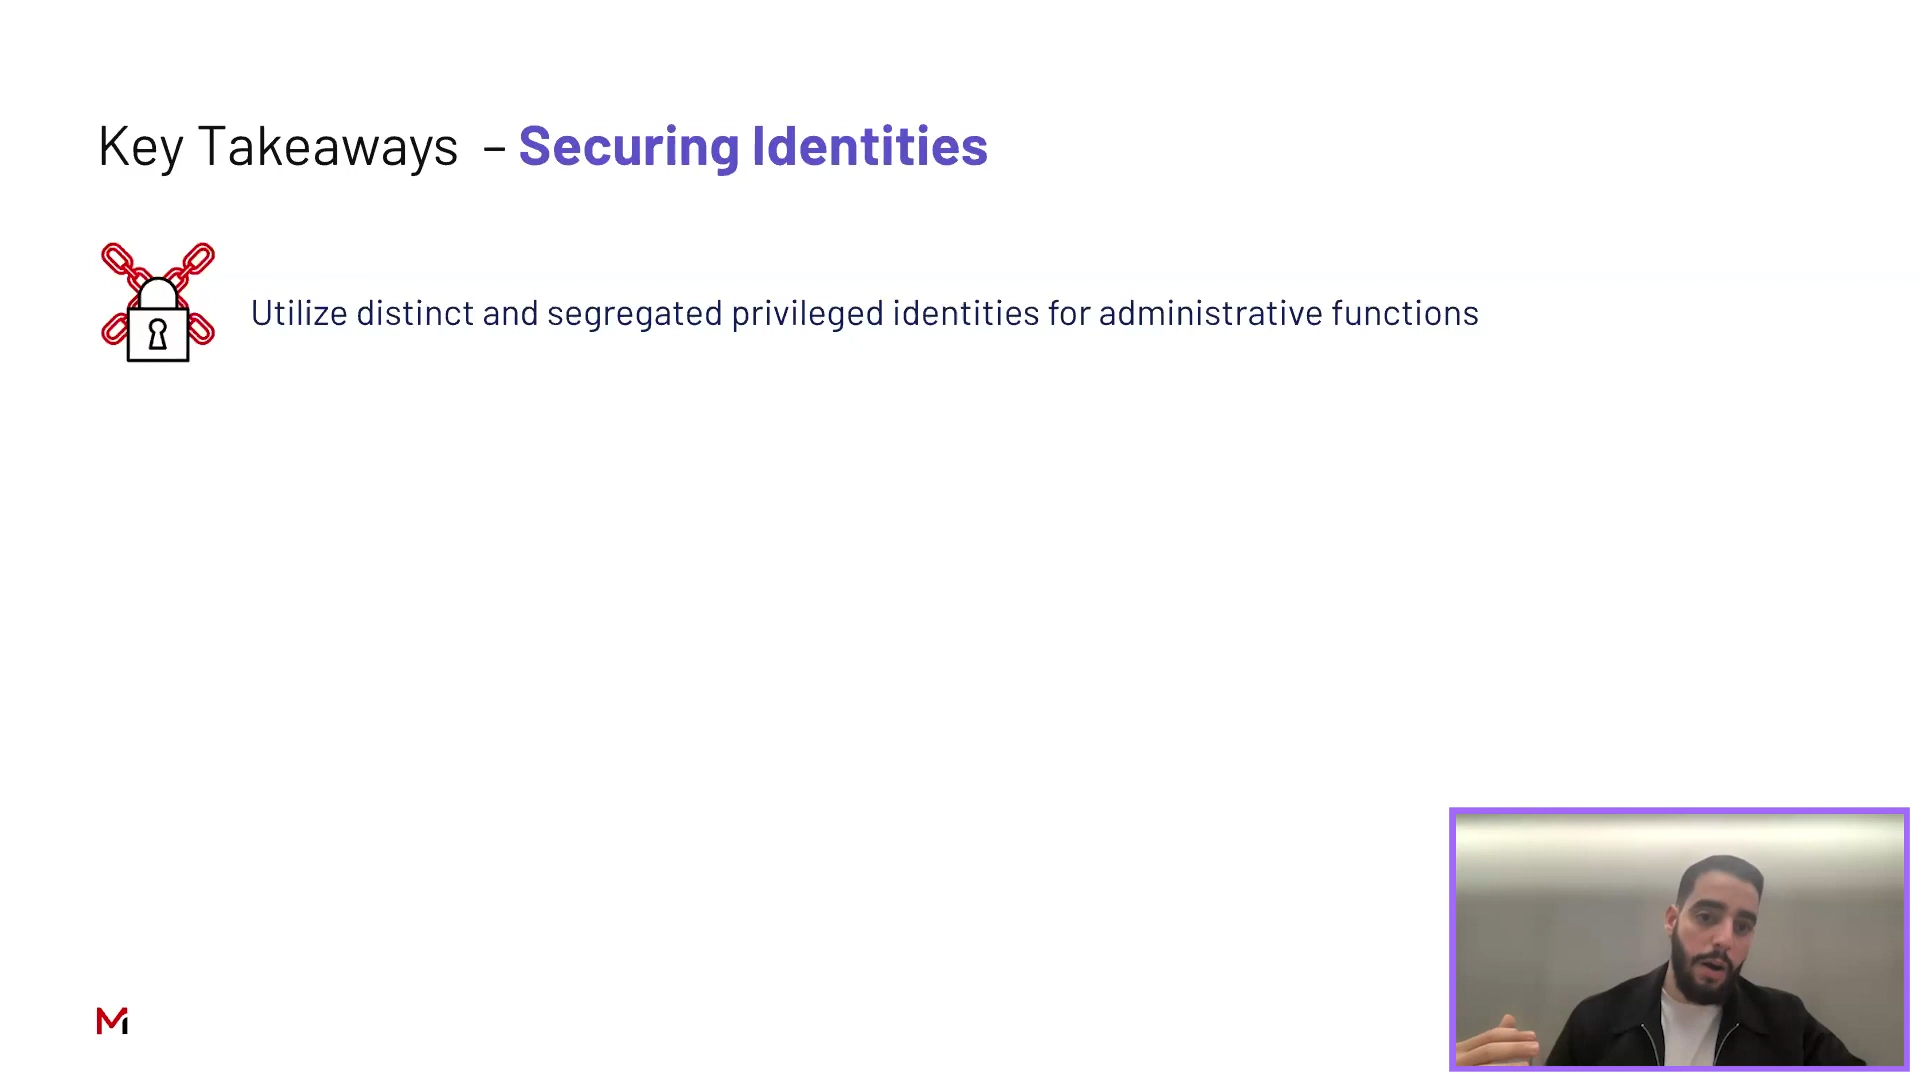 Key Takeaways – Securing Identities
Utilize distinct and segregated privileged identities for administrative functions